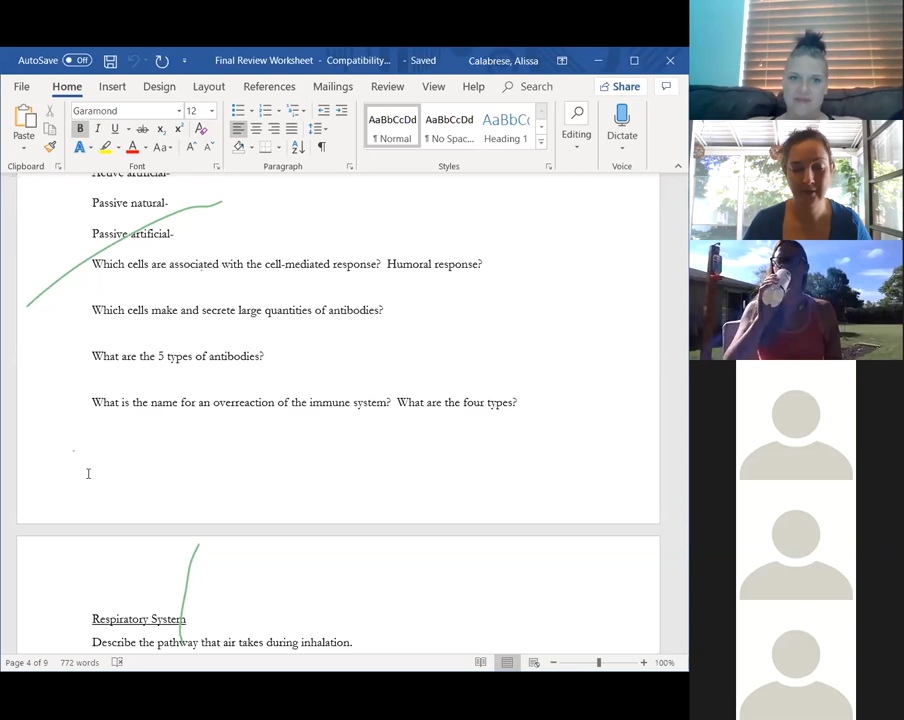 AutoSave Off Final Review Worksheet - Compatibility... - Saved Calabrese, Alissa
File Home Insert Design Layout References Mailings Review View Help Search Share
Paste Garamond 12 AaBbCcDd AaBbCcDd AaBbCc Editing Dictate
B I U ab x₂ x² ¶ Normal ¶ No Spac... Heading 1
Clipboard Font Paragraph Styles Voice
Active artificial-
Passive natural-
Passive artificial-
Which cells are associated with the cell-mediated response? Humoral response?
Which cells make and secrete large quantities of antibodies?
What are the 5 types of antibodies?
What is the name for an overreaction of the immune system? What are the four types?
Respiratory System
Describe the pathway that air takes during inhalation.
Page 4 of 9 772 words 100%